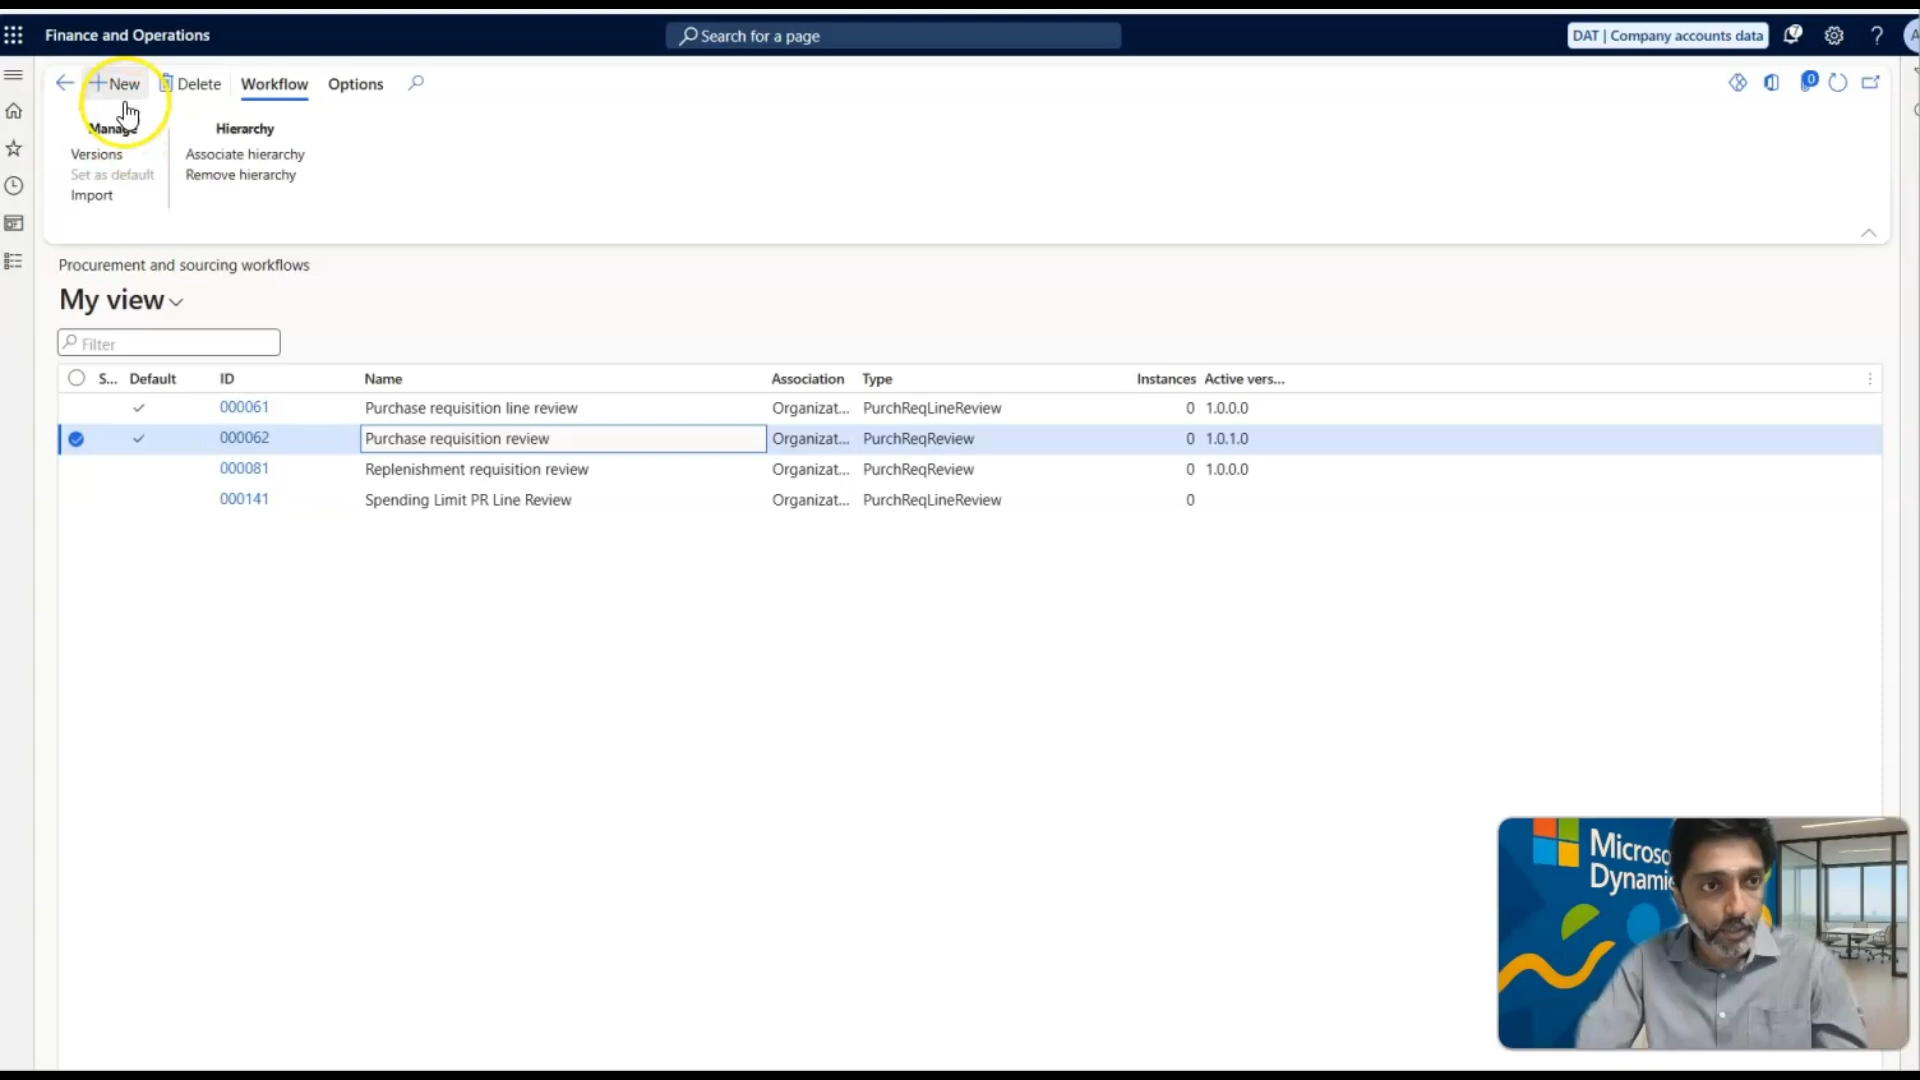 Finance and Operations
Search for a page
DAT | Company accounts data
New
Delete
Workflow
Options
0
Manage
Hierarchy
Versions
Associate hierarchy
Set as default
Remove hierarchy
Import
Procurement and sourcing workflows
My view
Filter
S... Default ID Name Association Type Instances Active vers...
000061 Purchase requisition line review Organizat... PurchReqLineReview 0 1.0.0.0
000062 Purchase requisition review Organizat... PurchReqReview 0 1.0.1.0
000081 Replenishment requisition review Organizat... PurchReqReview 0 1.0.0.0
000141 Spending Limit PR Line Review Organizat... PurchReqLineReview 0
Microso
Dynami